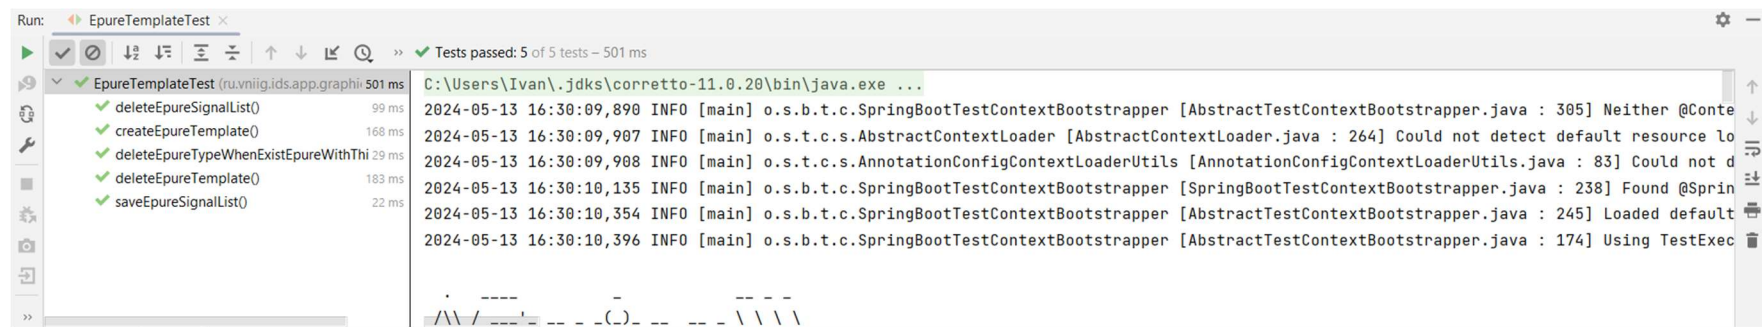 Run: EpureTemplateTest ×
» Tests passed: 5 of 5 tests – 501 ms
EpureTemplateTest (ru.vniig.ids.app.graphi 501 ms
deleteEpureSignalList() 99 ms
createEpureTemplate() 168 ms
deleteEpureTypeWhenExistEpureWithThi 29 ms
deleteEpureTemplate() 183 ms
saveEpureSignalList() 22 ms
C:\Users\Ivan\.jdks\corretto-11.0.20\bin\java.exe ...
2024-05-13 16:30:09,890 INFO [main] o.s.b.t.c.SpringBootTestContextBootstrapper [AbstractTestContextBootstrapper.java : 305] Neither @Conte
2024-05-13 16:30:09,907 INFO [main] o.s.t.c.s.AbstractContextLoader [AbstractContextLoader.java : 264] Could not detect default resource lo
2024-05-13 16:30:09,908 INFO [main] o.s.t.c.s.AnnotationConfigContextLoaderUtils [AnnotationConfigContextLoaderUtils.java : 83] Could not d
2024-05-13 16:30:10,135 INFO [main] o.s.b.t.c.SpringBootTestContextBootstrapper [SpringBootTestContextBootstrapper.java : 238] Found @Sprin
2024-05-13 16:30:10,354 INFO [main] o.s.b.t.c.SpringBootTestContextBootstrapper [AbstractTestContextBootstrapper.java : 245] Loaded default
2024-05-13 16:30:10,396 INFO [main] o.s.b.t.c.SpringBootTestContextBootstrapper [AbstractTestContextBootstrapper.java : 174] Using TestExec
  .   ____          _            __ _ _
 /\\ / ___'_ __ _ _(_)_ __  __ _ \ \ \ \